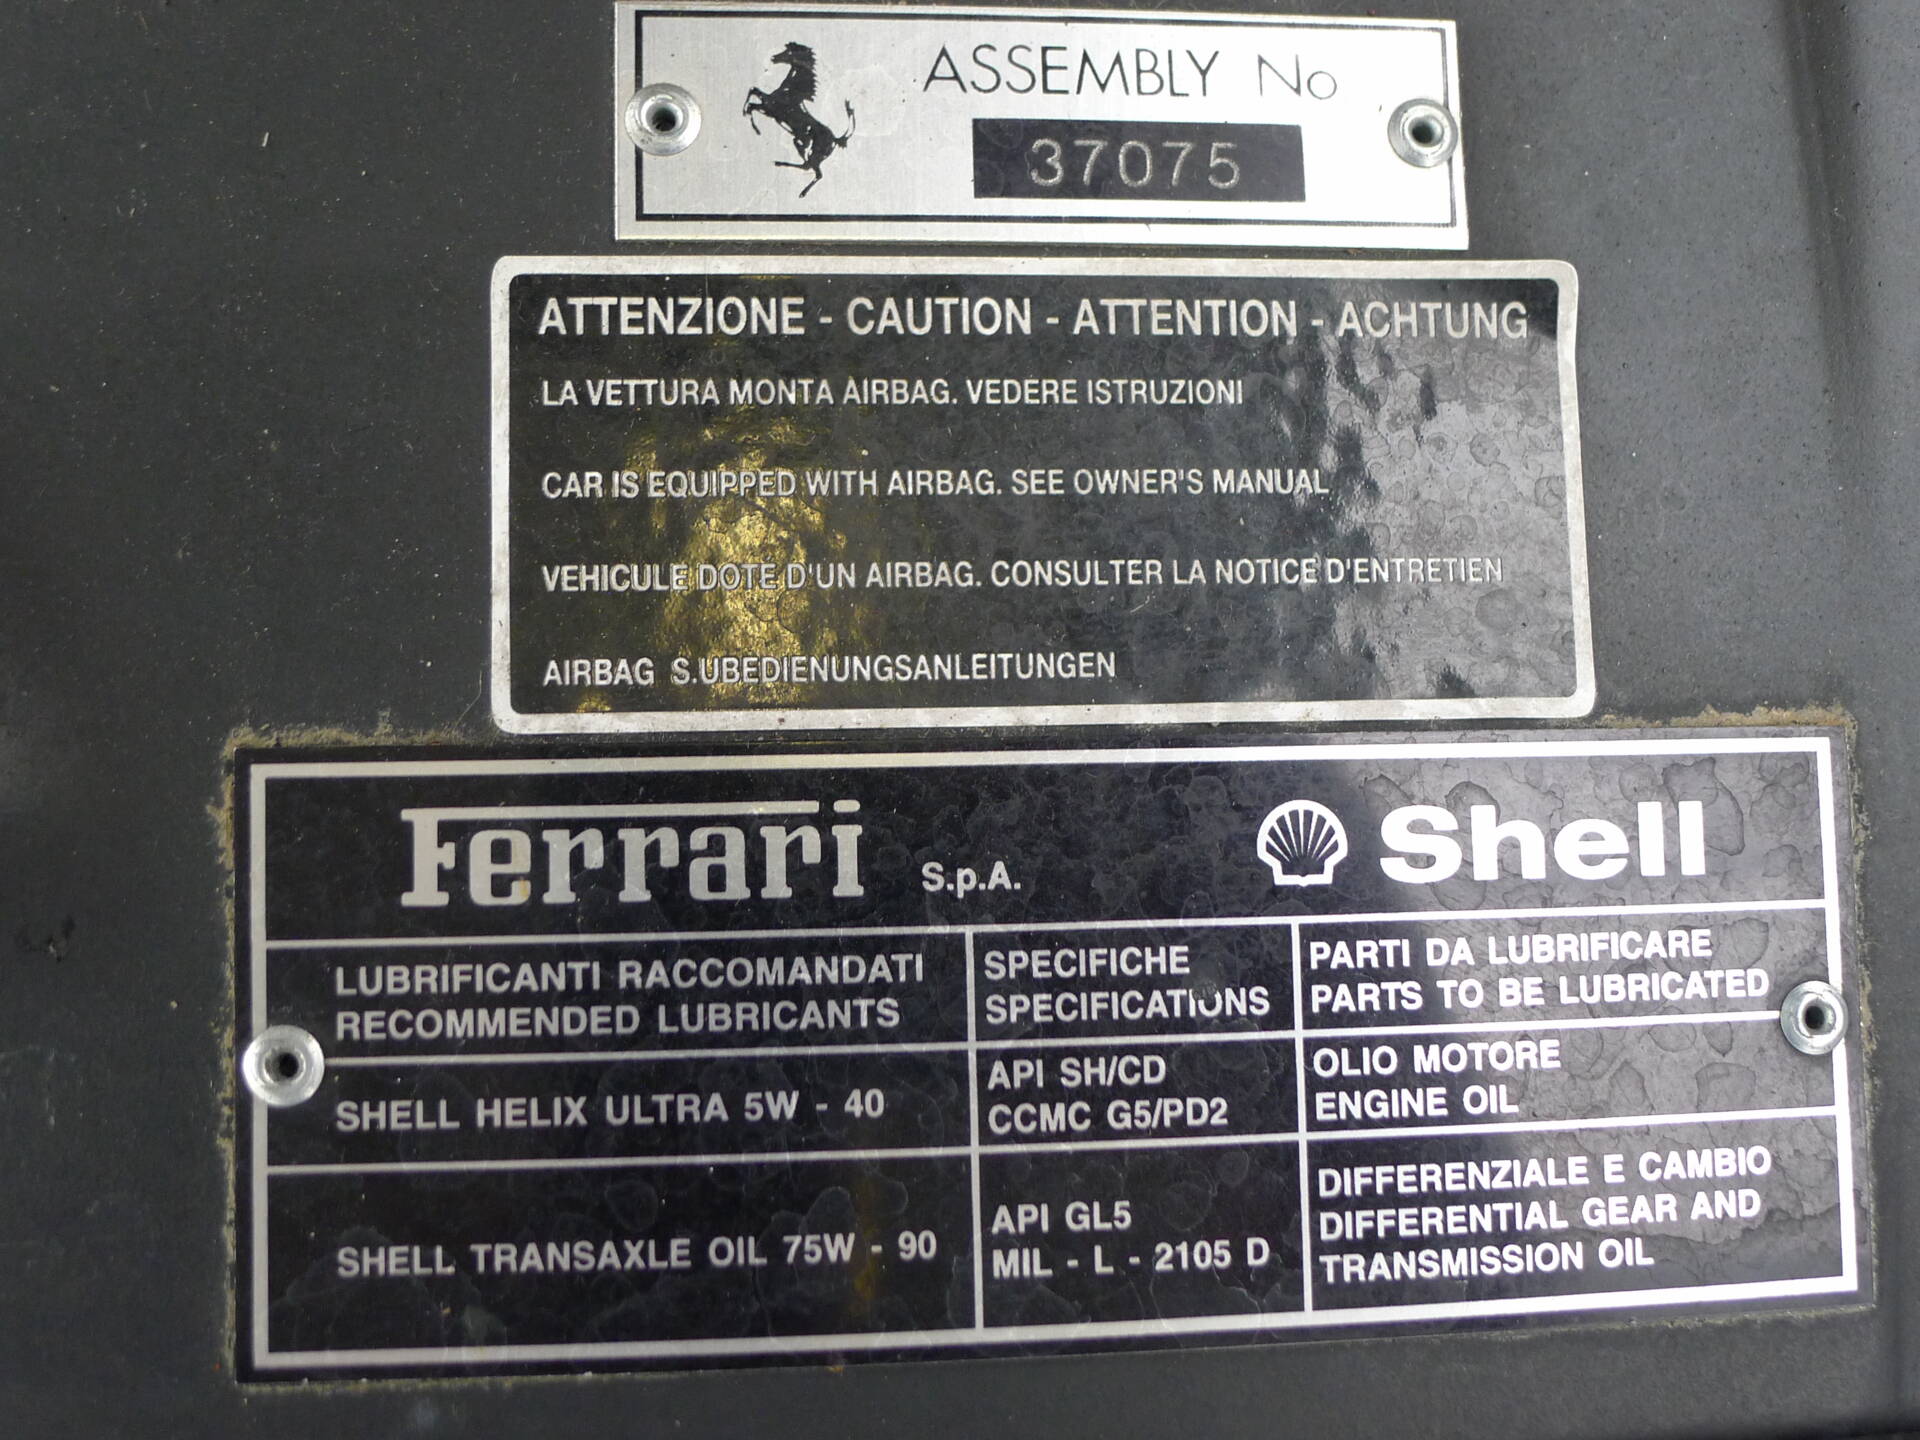 ASSEMBLY No
37075
ATTENZIONE - CAUTION - ATTENTION - ACHTUNG
LA VETTURA MONTA AIRBAG. VEDERE ISTRUZIONI
CAR IS EQUIPPED WITH AIRBAG. SEE OWNER'S MANUAL
VEHICULE DOTE D'UN AIRBAG. CONSULTER LA NOTICE D'ENTRETIEN
AIRBAG S.UBEDIENUNGSANLEITUNGEN
Ferrari S.p.A.
Shell
LUBRIFICANTI RACCOMANDATI
RECOMMENDED LUBRICANTS
SPECIFICHE
SPECIFICATIONS
PARTI DA LUBRIFICARE
PARTS TO BE LUBRICATED
SHELL HELIX ULTRA 5W - 40
API SH/CD
CCMC G5/PD2
OLIO MOTORE
ENGINE OIL
SHELL TRANSAXLE OIL 75W - 90
API GL5
MIL - L - 2105 D
DIFFERENZIALE E CAMBIO
DIFFERENTIAL GEAR AND
TRANSMISSION OIL